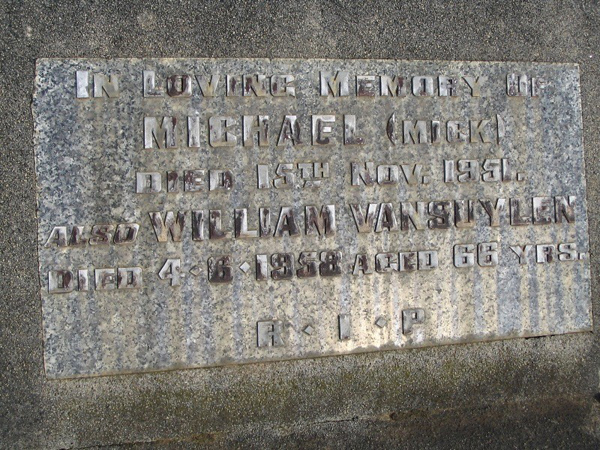 IN LOVING MEMORY OF
MICHAEL (MICK)
DIED 15TH NOV. 1951.
ALSO WILLIAM VANSUYLEN
DIED 4·8·1958 AGED 66 YRS.
R·I·P